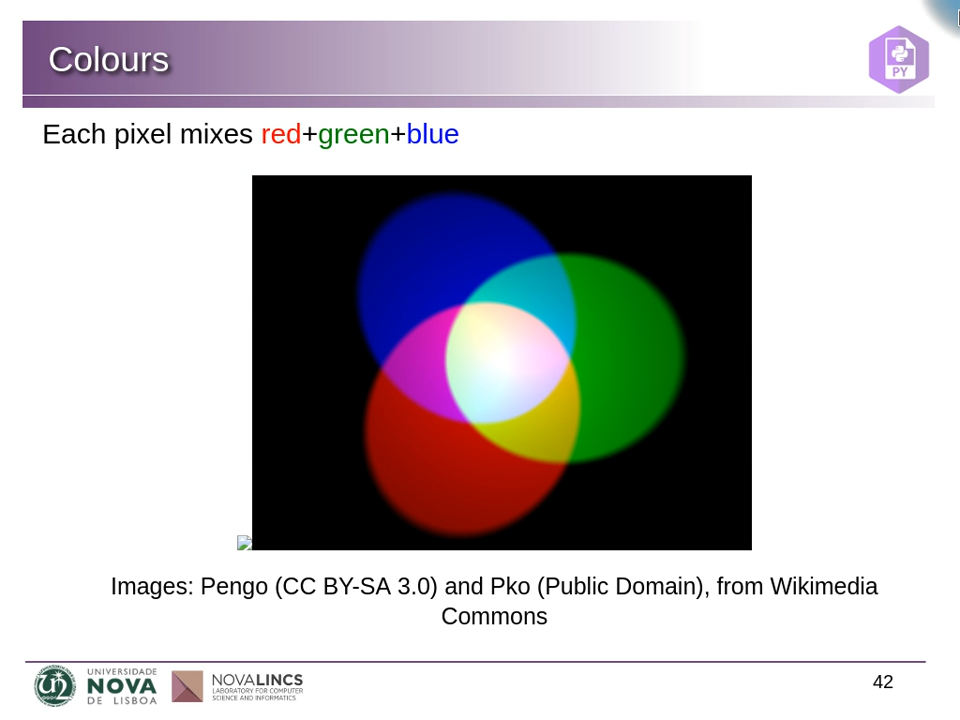 Colours
PY
Each pixel mixes red+green+blue
Images: Pengo (CC BY-SA 3.0) and Pko (Public Domain), from Wikimedia
Commons
UNIVERSIDADE
NOVA
DE LISBOA
NOVALINCS
LABORATORY FOR COMPUTER
SCIENCE AND INFORMATICS
42